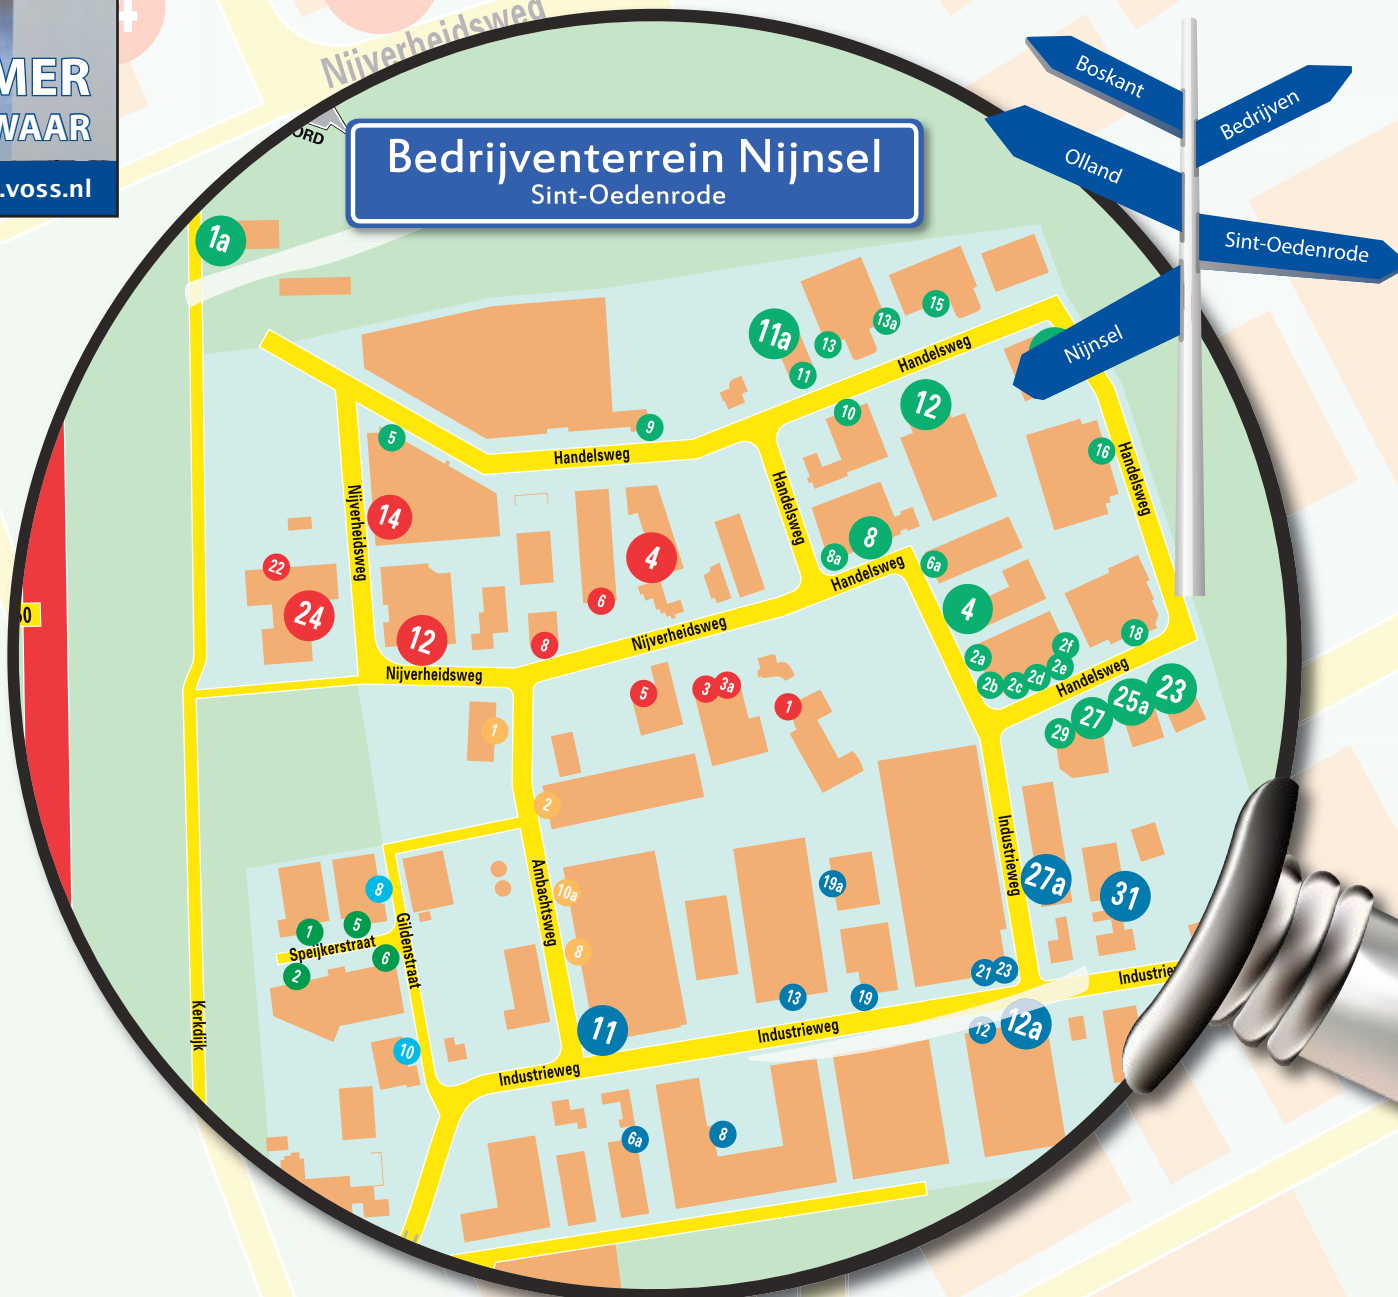 MER
WAAR
.voss.nl
Nijverheidsweg
ORD
Bedrijventerrein Nijnsel
Sint-Oedenrode
Boskant
Bedrijven
Olland
Sint-Oedenrode
Nijnsel
1a
11a
13
13a
15
11
Handelsweg
10
12
9
5
Handelsweg
16
Handelsweg
Handelsweg
Nijverheidsweg
14
4
8a
8
6a
Handelsweg
22
24
6
4
12
8
Nijverheidsweg
Nijverheidsweg
2a
2b
2c
2d
2e
2f
18
Handelsweg
5
3
3a
1
29
27
25a
23
1
2
Ambachtsweg
10a
8
19a
Industrieweg
27a
31
8
1
5
Speijkerstraat
2
6
Gildenstraat
Kerkdijk
10
11
13
19
21
23
Industrieweg
Industrieweg
12
12a
6a
8